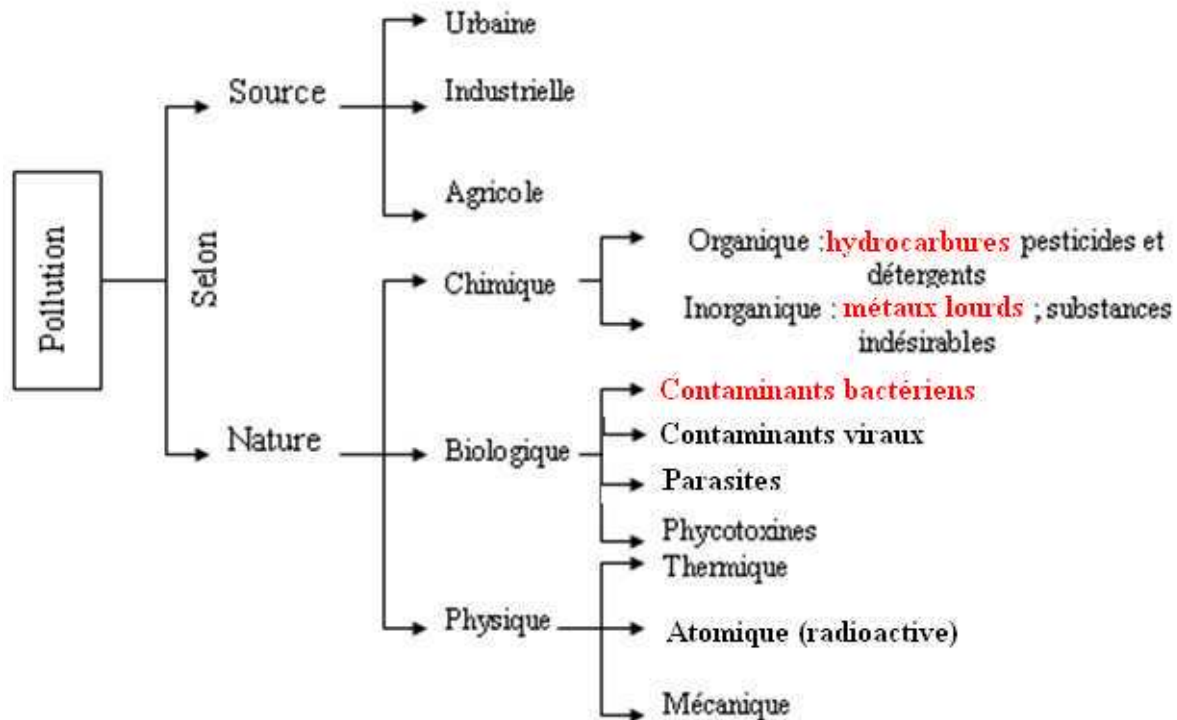 Pollution
Selon
Source
Urbaine
Industrielle
Agricole
Nature
Chimique
Organique : hydrocarbures pesticides et
détergents
Inorganique : métaux lourds ; substances
indésirables
Biologique
Contaminants bactériens
Contaminants viraux
Parasites
Phycotoxines
Physique
Thermique
Atomique (radioactive)
Mécanique